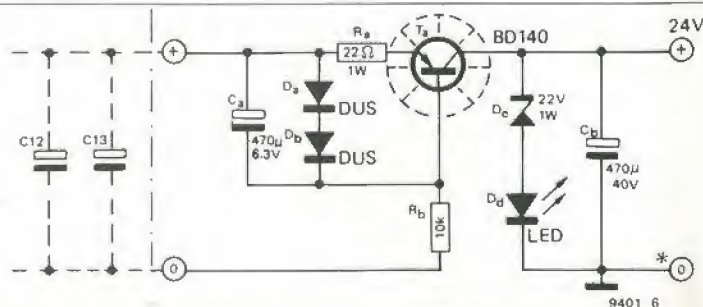 24V
+
+
Ra
22Ω
1W
Ta
BD140
C12
C13
Ca
470µ
6.3V
Da
DUS
Db
DUS
Dc
22V
1W
Cb
470µ
40V
Rb
10k
Dd
LED
0
*
0
9401 6